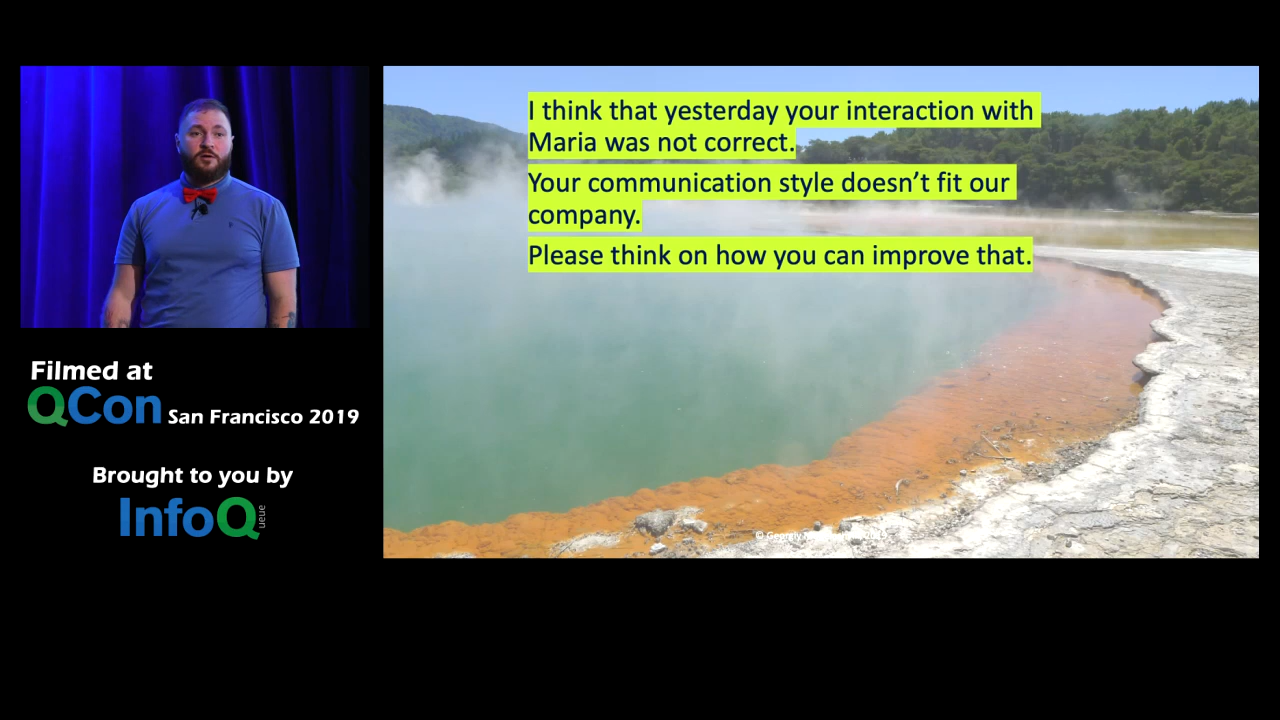 I think that yesterday your interaction with
Maria was not correct.
Your communication style doesn’t fit our
company.
Please think on how you can improve that.
Filmed at
QCon San Francisco 2019
Brought to you by
InfoQ
ueue
©